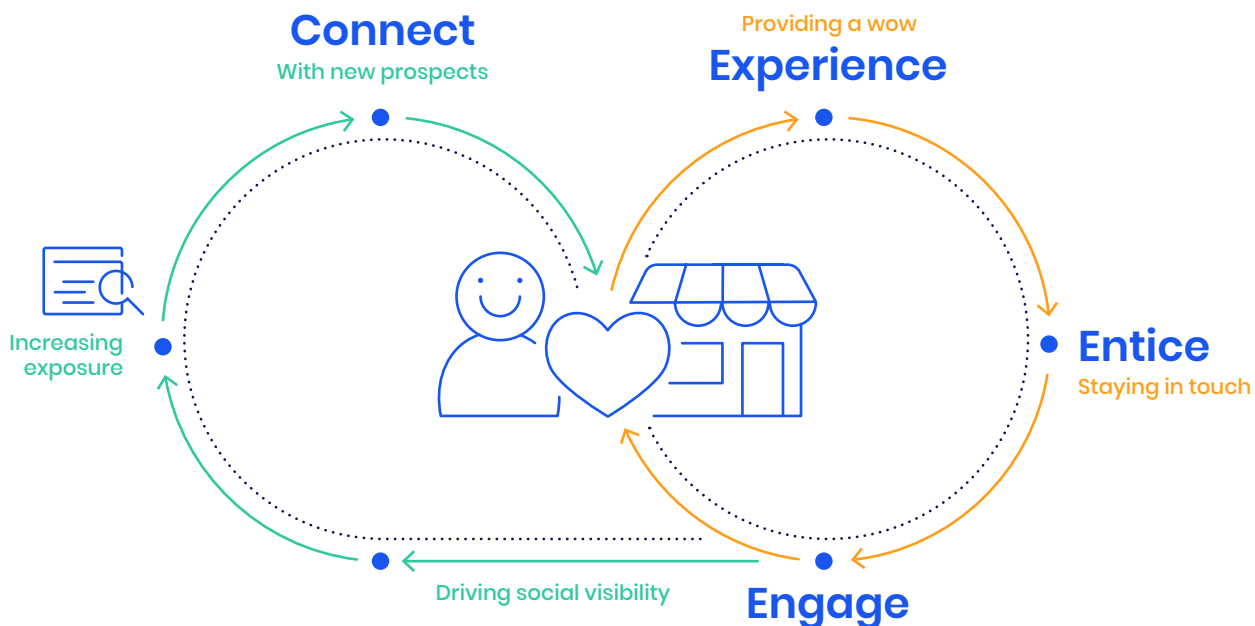 Connect
With new prospects
Providing a wow
Experience
Increasing
exposure
Entice
Staying in touch
Driving social visibility
Engage